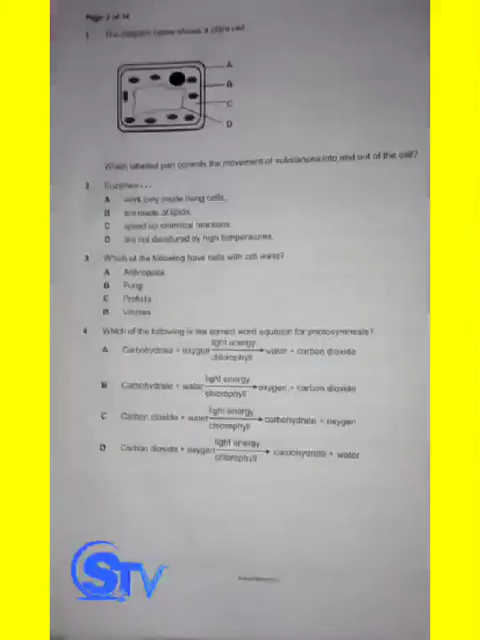 Page 2 of 14
1 The diagram below shows a plant cell
A
B
C
D
Which labelled part controls the movement of substances into and out of the cell?
2 Enzymes . . .
A work only inside living cells.
B are made of lipids.
C speed up chemical reactions.
D are not denatured by high temperatures.
3 Which of the following have cells with cell walls?
A Arthropoda
B Fungi
C Protista
D Viruses
4 Which of the following is the correct word equation for photosynthesis?
light energy
A Carbohydrate + oxygen water + carbon dioxide
chlorophyll
light energy
B Carbohydrate + water oxygen + carbon dioxide
chlorophyll
light energy
C Carbon dioxide + water carbohydrate + oxygen
chlorophyll
light energy
D Carbon dioxide + oxygen carbohydrate + water
chlorophyll
STV